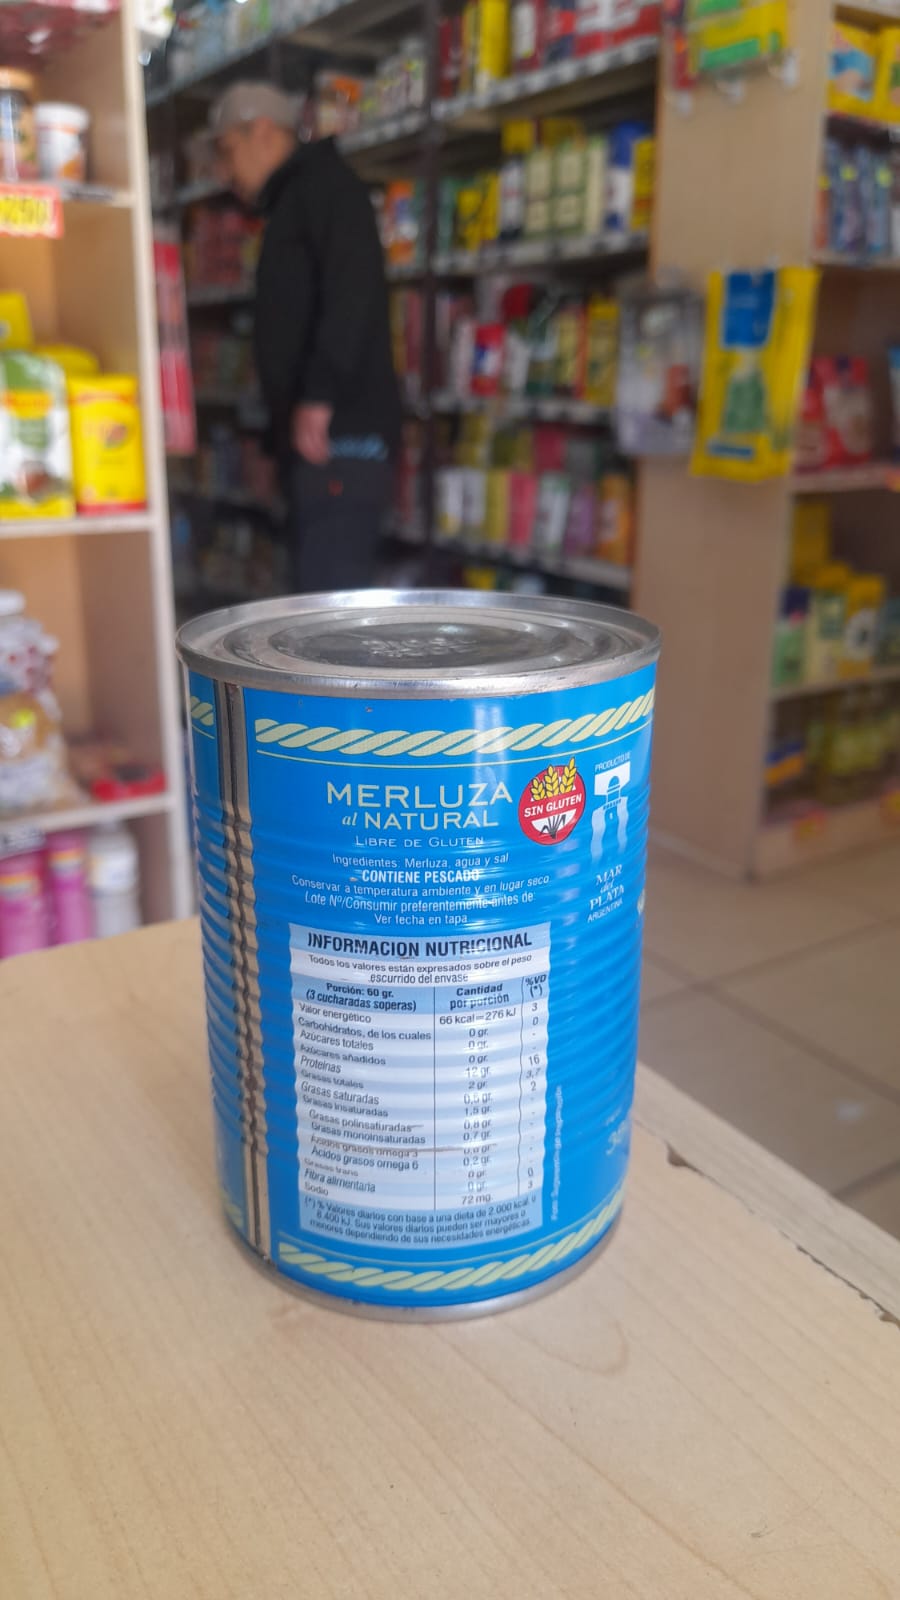 MERLUZA
al NATURAL
LIBRE DE GLUTEN
SIN GLUTEN
PRODUCTO DE
MAR
del
PLATA
ARGENTINA
Ingredientes: Merluza, agua y sal
CONTIENE PESCADO
Conservar a temperatura ambiente y en lugar seco
Lote Nº/Consumir preferentemente antes de:
Ver fecha en tapa
INFORMACION NUTRICIONAL
Todos los valores están expresados sobre el peso
escurrido del envase
Porción: 60 gr. Cantidad %VD
(3 cucharadas soperas) por porción (*)
Valor energético 66 kcal=276 kJ 3
Carbohidratos, de los cuales 0 gr. 0
Azúcares totales 0 gr. -
Azúcares añadidos 0 gr. -
Proteínas 12 gr. 16
Grasas totales 2 gr. 3,7
Grasas saturadas 0,5 gr. 2
Grasas insaturadas 1,5 gr. -
Grasas polinsaturadas 0,8 gr. -
Grasas monoinsaturadas 0,7 gr. -
Ácidos grasos omega 3 -
Ácidos grasos omega 6 0,2 gr. -
Grasas trans 0 gr. -
Fibra alimentaria 0 gr. 0
Sodio 72 mg. 3
(*) % Valores diarios con base a una dieta de 2.000 kcal. u
8.400 kJ. Sus valores diarios pueden ser mayores o
menores dependiendo de sus necesidades energéticas.